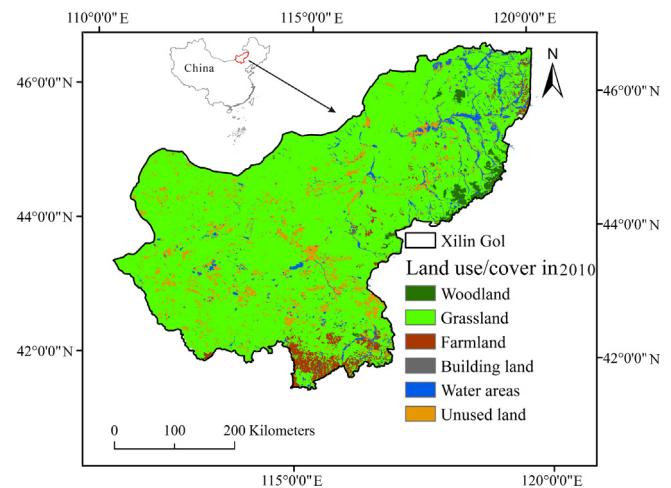 110°0'0"E 115°0'0"E 120°0'0"E
N
China
46°0'0"N 46°0'0"N
44°0'0"N 44°0'0"N
Xilin Gol
Land use/cover in2010
Woodland
Grassland
Farmland
42°0'0"N 42°0'0"N
Building land
Water areas
Unused land
0 100 200 Kilometers
115°0'0"E 120°0'0"E